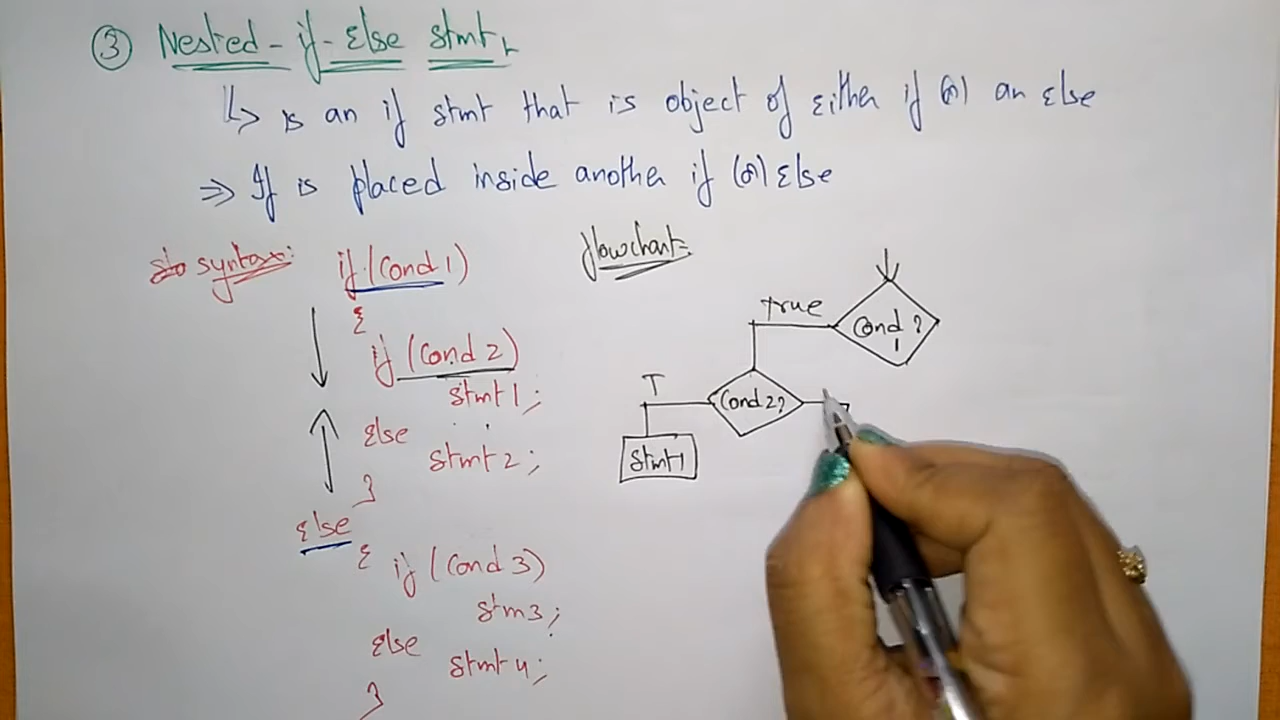 ③ Nested-if-Else stmt
↳ is an if stmt that is object of either if (or) an else
⇒ If is placed inside another if (or) Else
syntax:
if (Cond 1)
{
if (Cond 2)
stmt 1;
Else
stmt 2;
}
Else
{ if (Cond 3)
stm3;
Else
stmt 4;
}
flowchart:
True
Cond 1?
T
Cond 2?
Stmt1